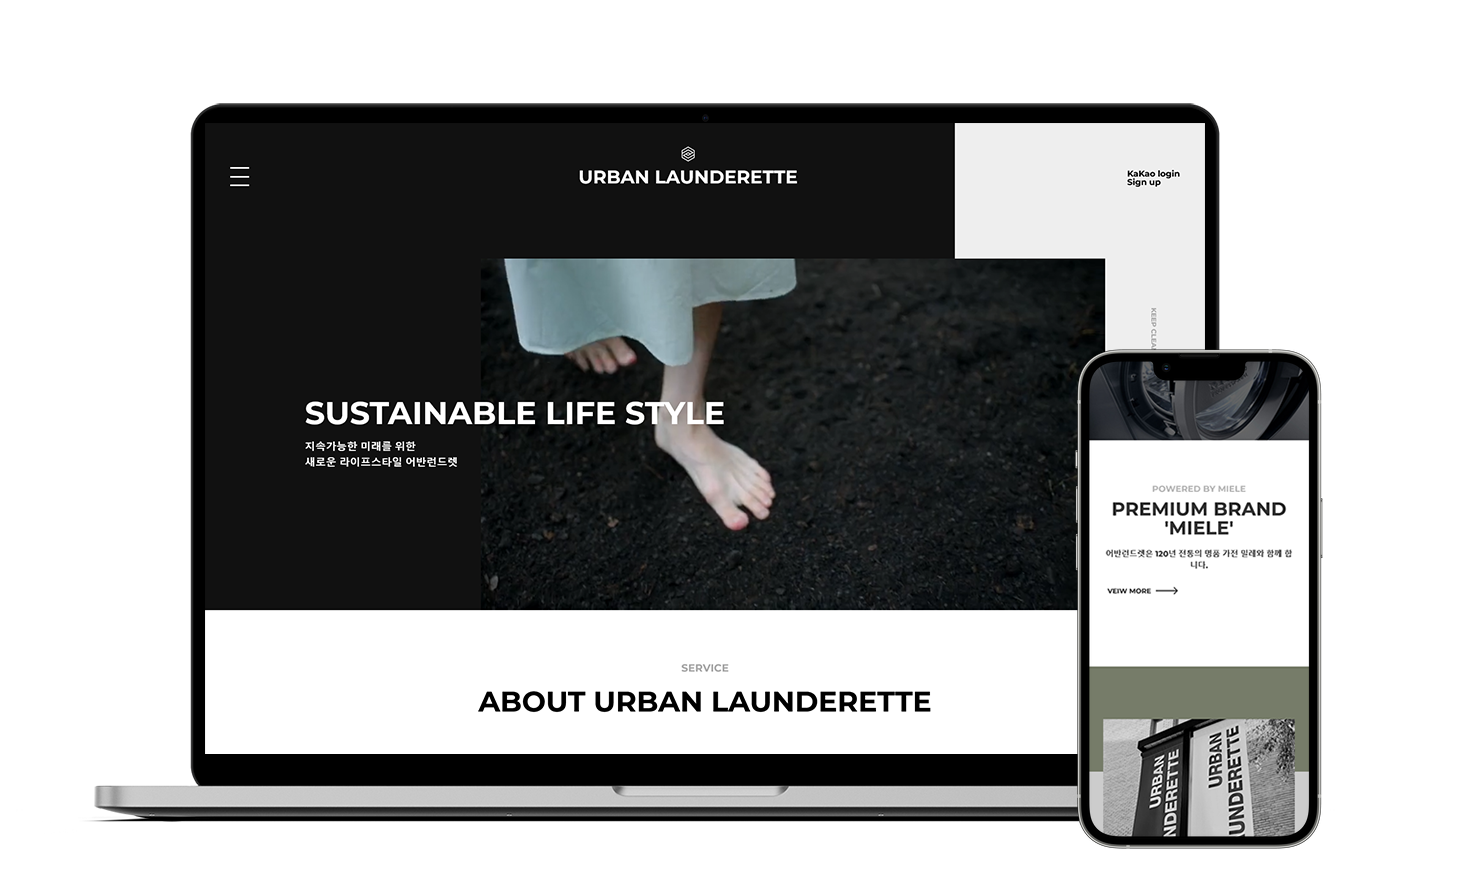 URBAN LAUNDERETTE
KaKao login
Sign up
KEEP CLEA
SUSTAINABLE LIFE STYLE
지속가능한 미래를 위한
새로운 라이프스타일 어반런드렛
SERVICE
ABOUT URBAN LAUNDERETTE
POWERED BY MIELE
PREMIUM BRAND
'MIELE'
어반런드렛은 120년 전통의 명품 가전 밀레와 함께 합
니다.
VEIW MORE
URBAN
NDERETTE
URBAN
UNDERETTE